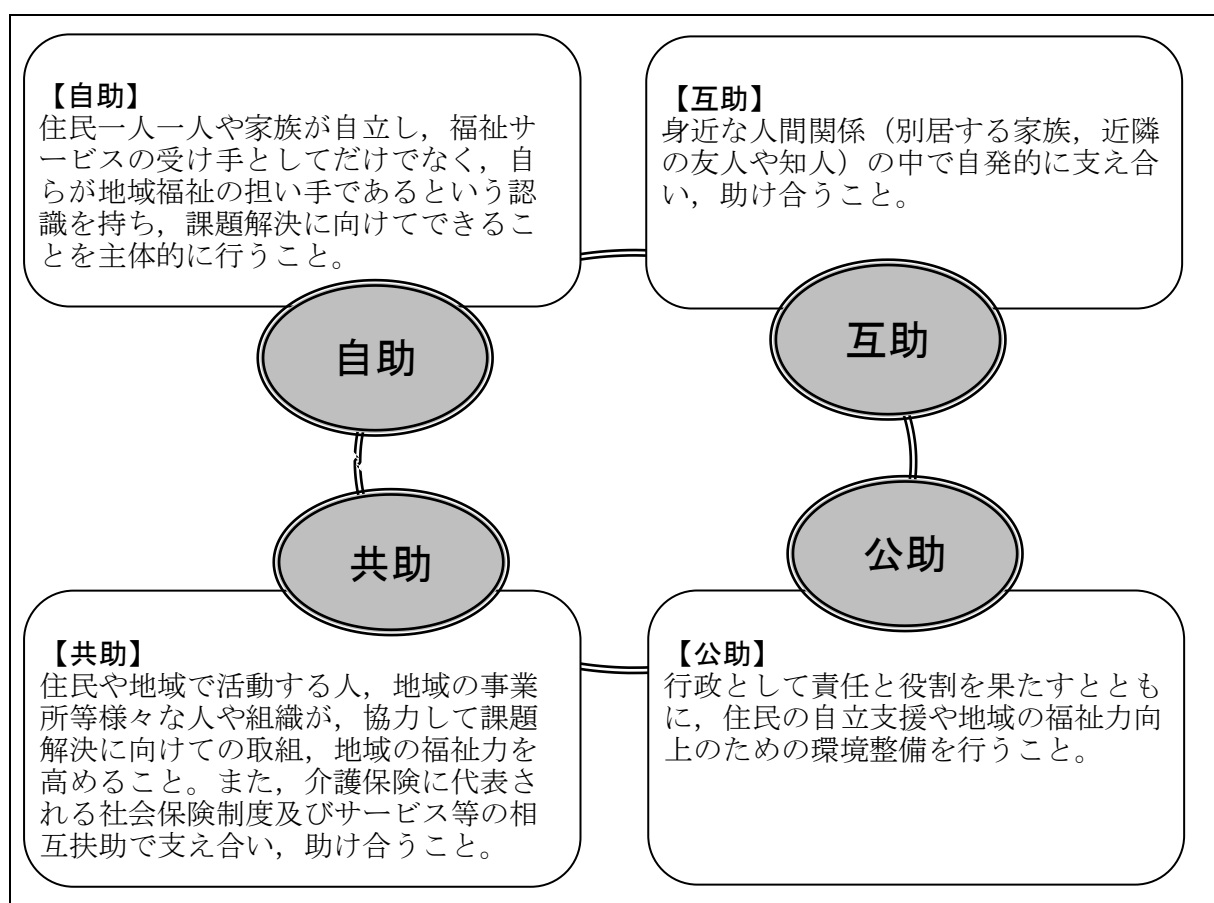 【自助】
住民一人一人や家族が自立し，福祉サ
ービスの受け手としてだけでなく，自
らが地域福祉の担い手であるという認
識を持ち，課題解決に向けてできるこ
とを主体的に行うこと。
【互助】
身近な人間関係（別居する家族，近隣
の友人や知人）の中で自発的に支え合
い，助け合うこと。
自助
互助
共助
公助
【共助】
住民や地域で活動する人，地域の事業
所等様々な人や組織が，協力して課題
解決に向けての取組，地域の福祉力を
高めること。また，介護保険に代表さ
れる社会保険制度及びサービス等の相
互扶助で支え合い，助け合うこと。
【公助】
行政として責任と役割を果たすととも
に，住民の自立支援や地域の福祉力向
上のための環境整備を行うこと。